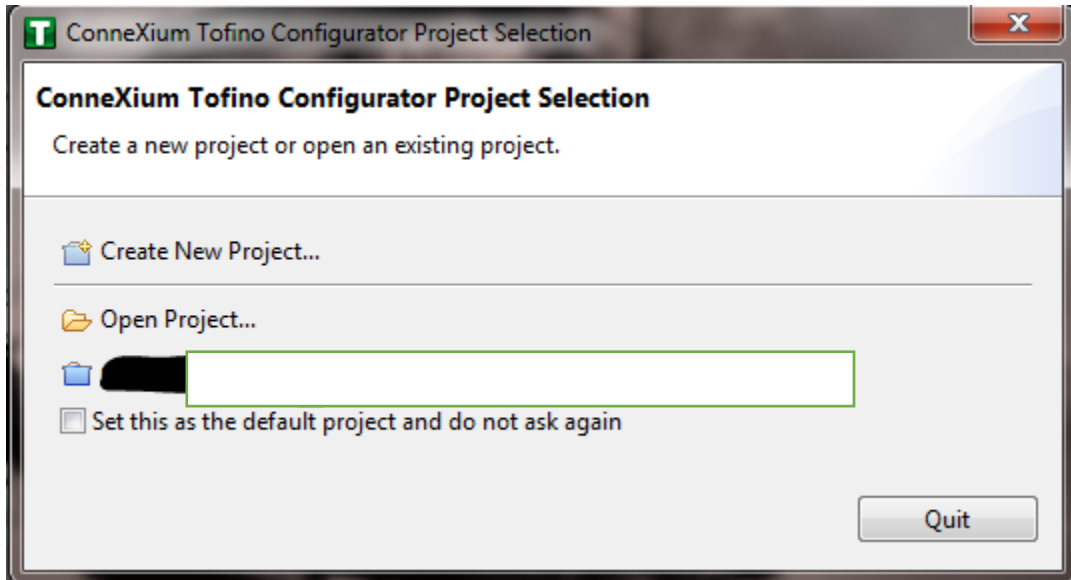 T ConneXium Tofino Configurator Project Selection
ConneXium Tofino Configurator Project Selection
Create a new project or open an existing project.
Create New Project...
Open Project...
Set this as the default project and do not ask again
Quit